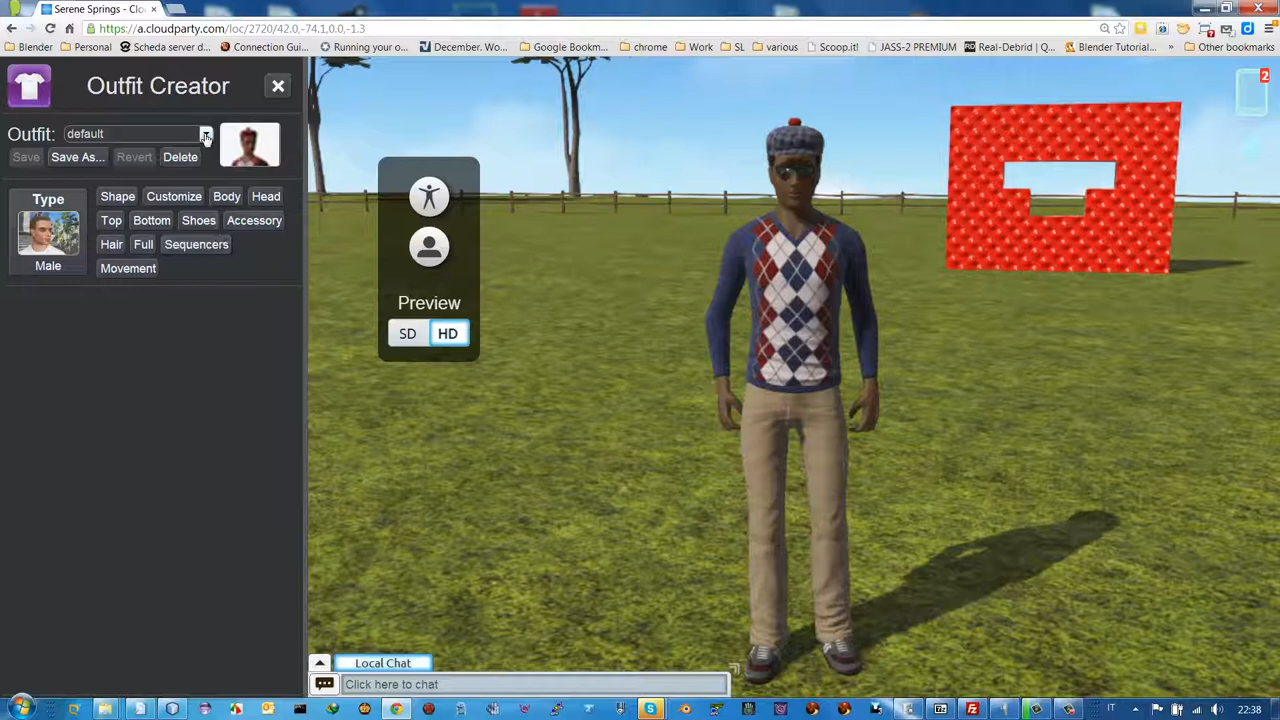 Serene Springs - Clo
https://a.cloudparty.com/loc/2720/42.0,-74.1,0.0,-1.3
Blender Personal Scheda server d... Connection Gui... Running your o... December. Wo... Google Bookm... chrome Work SL various Scoop.it! JASS-2 PREMIUM RD Real-Debrid | Q... Blender Tutorial... » Other bookmarks
Outfit Creator
2
Outfit: default
Save Save As... Revert Delete
Type
Male
Shape Customize Body Head
Top Bottom Shoes Accessory
Hair Full Sequencers
Movement
Preview
SD HD
Local Chat
Click here to chat
IT 22:38